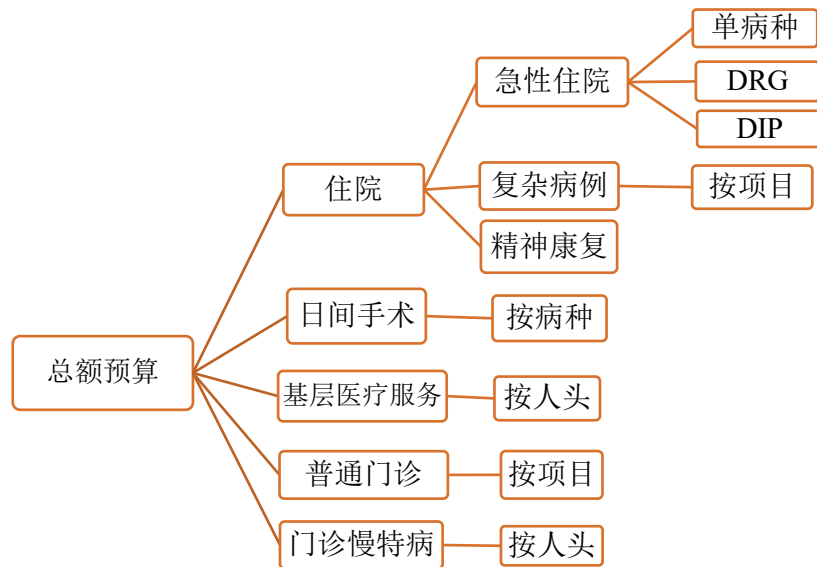 总额预算
住院
急性住院
单病种
DRG
DIP
复杂病例
按项目
精神康复
日间手术
按病种
基层医疗服务
按人头
普通门诊
按项目
门诊慢特病
按人头